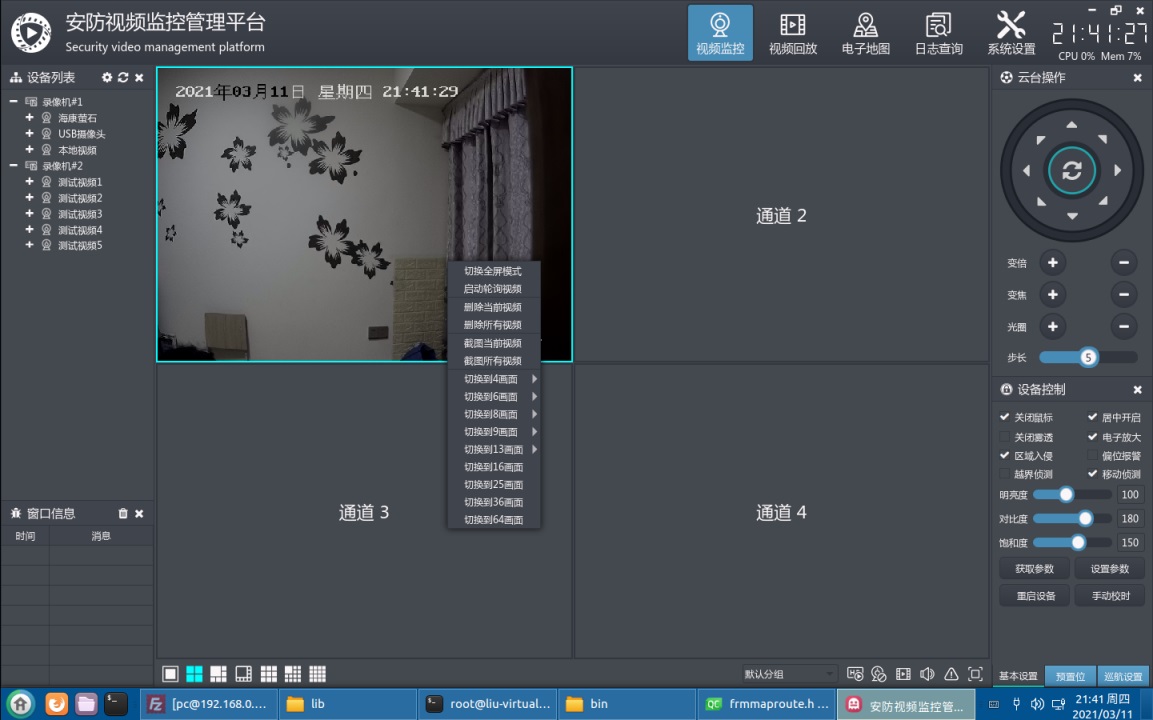 安防视频监控管理平台
Security video management platform
视频监控
视频回放
电子地图
日志查询
系统设置
21:41:27
CPU 0% Mem 7%
设备列表
录像机#1
海康萤石
USB摄像头
本地视频
录像机#2
测试视频1
测试视频2
测试视频3
测试视频4
测试视频5
窗口信息
时间 消息
2021年03月11日 星期四 21:41:29
通道 2
通道 3
通道 4
切换全屏模式
启动轮询视频
删除当前视频
删除所有视频
截图当前视频
截图所有视频
切换到4画面
切换到6画面
切换到8画面
切换到9画面
切换到13画面
切换到16画面
切换到25画面
切换到36画面
切换到64画面
云台操作
变倍
变焦
光圈
步长 5
设备控制
关闭鼠标 居中开启
关闭雾透 电子放大
区域入侵 偏位报警
越界侦测 移动侦测
明亮度 100
对比度 180
饱和度 150
获取参数 设置参数
重启设备 手动校时
默认分组
基本设置 预置位 巡航设置
[pc@192.168.0....
lib
root@liu-virtual...
bin
frmmaproute.h ...
安防视频监控管...
21:41 周四
2021/03/11